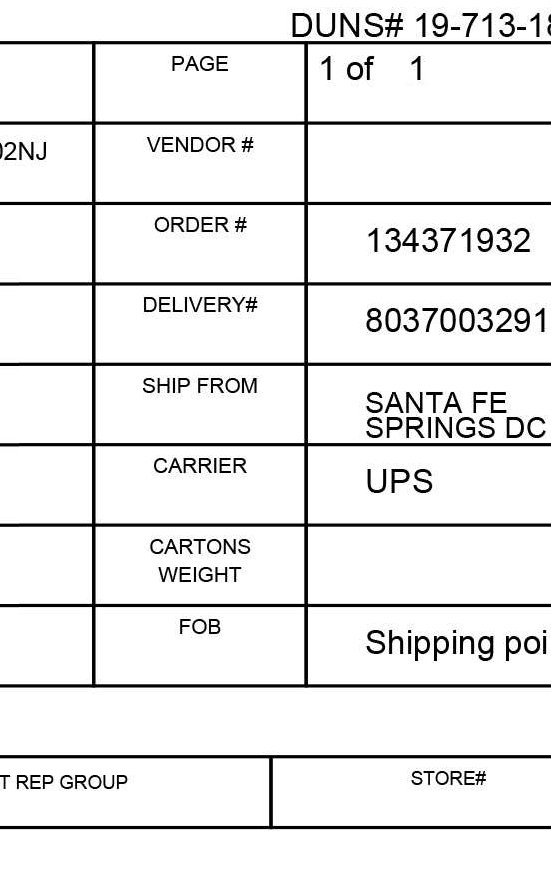 DUNS# 19-713-18
PAGE
1 of 1
02NJ
VENDOR #
ORDER #
134371932
DELIVERY#
8037003291
SHIP FROM
SANTA FE
SPRINGS DC
CARRIER
UPS
CARTONS
WEIGHT
FOB
Shipping poi
T REP GROUP
STORE#